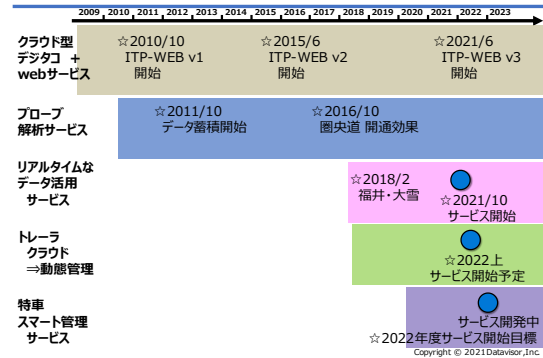 2009 2010 2011 2012 2013 2014 2015 2016 2017 2018 2019 2020 2021 2022 2023
クラウド型
デジタコ +
webサービス
☆2010/10
ITP-WEB v1
開始
☆2015/6
ITP-WEB v2
開始
☆2021/6
ITP-WEB v3
開始
プローブ
解析サービス
☆2011/10
データ蓄積開始
☆2016/10
圏央道 開通効果
リアルタイムな
データ活用
サービス
☆2018/2
福井・大雪
☆2021/10
サービス開始
トレーラ
クラウド
⇒動態管理
☆2022上
サービス開始予定
特車
スマート管理
サービス
サービス開発中
☆2022年度サービス開始目標
Copyright © 2021Datavisor,Inc.